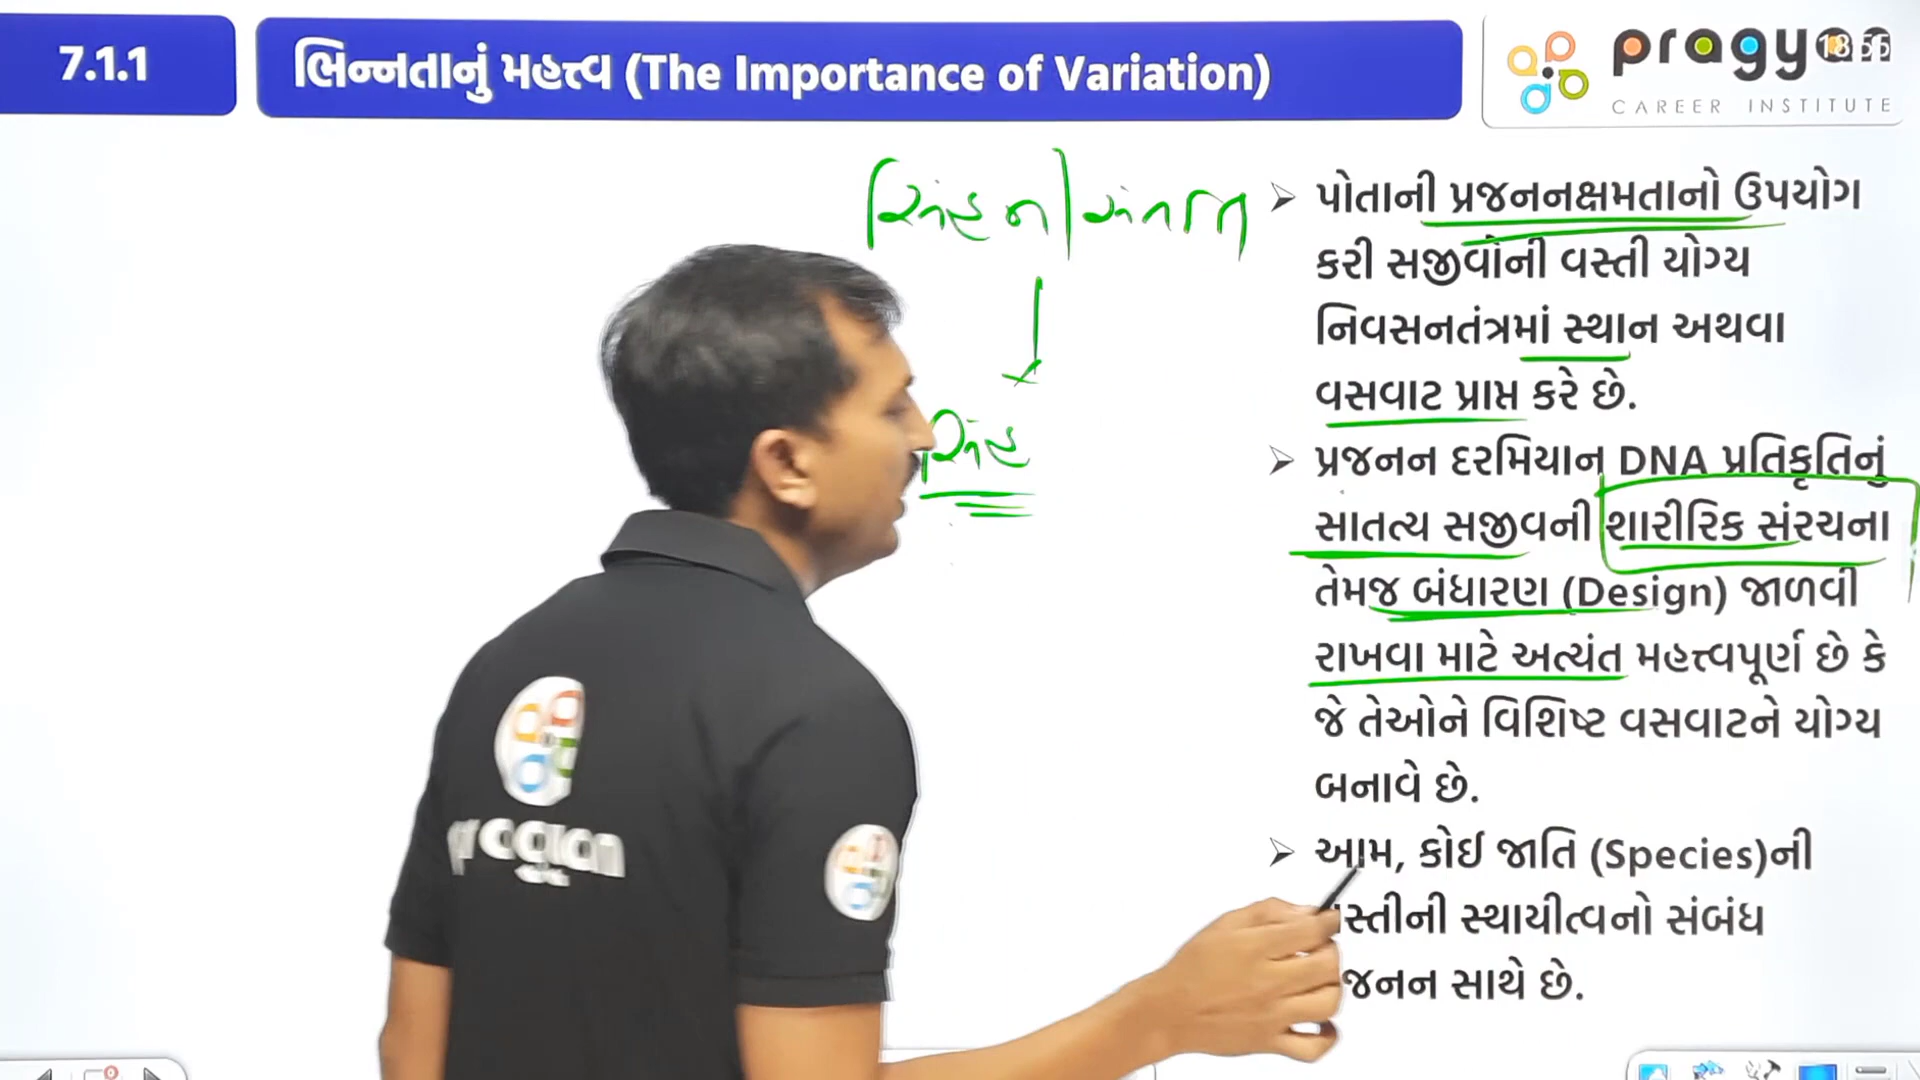 7.1.1
ભિન્નતાનું મહત્ત્વ (The Importance of Variation)
pragyan
CAREER INSTITUTE
પોતાની પ્રજનનક્ષમતાનો ઉપયોગ
કરી સજીવોની વસ્તી યોગ્ય
નિવસનતંત્રમાં સ્થાન અથવા
વસવાટ પ્રાપ્ત કરે છે.
પ્રજનન દરમિયાન DNA પ્રતિકૃતિનું
સાતત્ય સજીવની શારીરિક સંરચના
તેમજ બંધારણ (Design) જાળવી
રાખવા માટે અત્યંત મહત્ત્વપૂર્ણ છે કે
જે તેઓને વિશિષ્ટ વસવાટને યોગ્ય
બનાવે છે.
આમ, કોઈ જાતિ (Species)ની
સ્તીની સ્થાયીત્વનો સંબંધ
જનન સાથે છે.
સિંહ